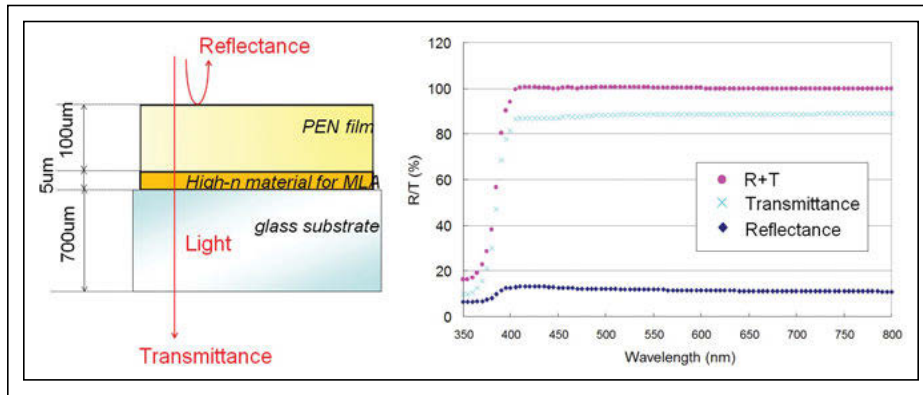 Reflectance
PEN film
High-n material for MLA
glass substrate
Light
Transmittance
100um
5um
700um
120
100
80
60
40
20
0
R/T (%)
R+T
Transmittance
Reflectance
350 400 450 500 550 600 650 700 750 800
Wavelength (nm)